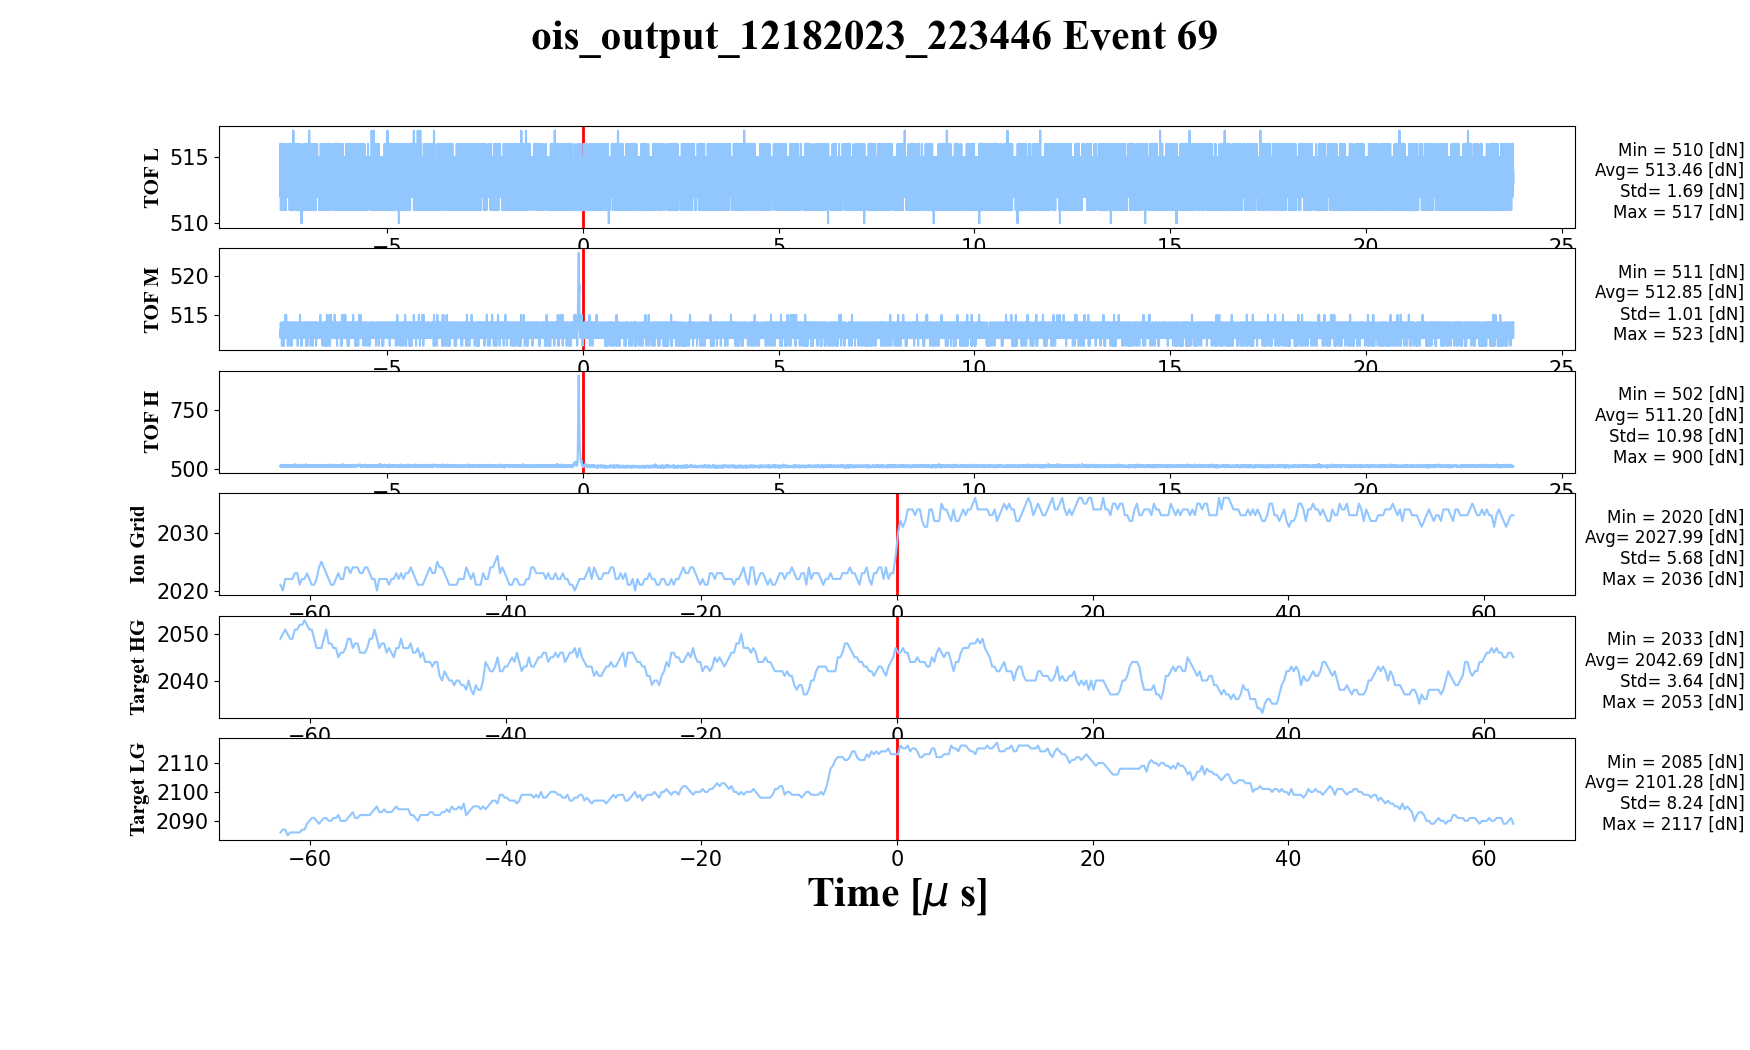 ois_output_12182023_223446 Event 69
TOF L
515
510
−5 0 5 10 15 20 25
Min = 510 [dN]
Avg= 513.46 [dN]
Std= 1.69 [dN]
Max = 517 [dN]
TOF M
520
515
−5 0 5 10 15 20 25
Min = 511 [dN]
Avg= 512.85 [dN]
Std= 1.01 [dN]
Max = 523 [dN]
TOF H
750
500
−5 0 5 10 15 20 25
Min = 502 [dN]
Avg= 511.20 [dN]
Std= 10.98 [dN]
Max = 900 [dN]
Ion Grid
2030
2020
−60 −40 −20 0 20 40 60
Min = 2020 [dN]
Avg= 2027.99 [dN]
Std= 5.68 [dN]
Max = 2036 [dN]
Target HG
2050
2040
−60 −40 −20 0 20 40 60
Min = 2033 [dN]
Avg= 2042.69 [dN]
Std= 3.64 [dN]
Max = 2053 [dN]
Target LG
2110
2100
2090
−60 −40 −20 0 20 40 60
Min = 2085 [dN]
Avg= 2101.28 [dN]
Std= 8.24 [dN]
Max = 2117 [dN]
Time [μ s]